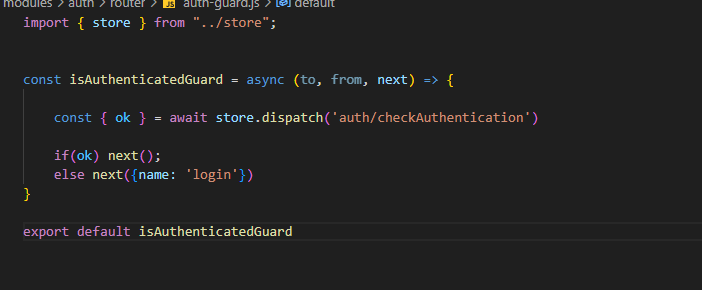 modules > auth > router > JS auth-guard.js > default
import { store } from "../store";
const isAuthenticatedGuard = async (to, from, next) => {
const { ok } = await store.dispatch('auth/checkAuthentication')
if(ok) next();
else next({name: 'login'})
}
export default isAuthenticatedGuard